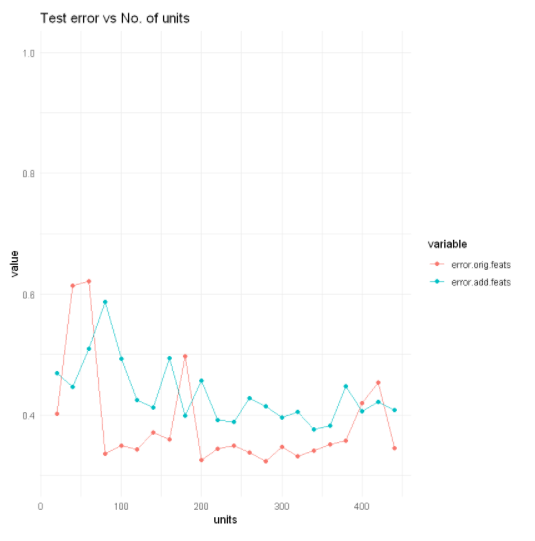 Test error vs No. of units
1.0
0.8
0.6
0.4
value
0 100 200 300 400
units
variable
error.orig.feats
error.add.feats